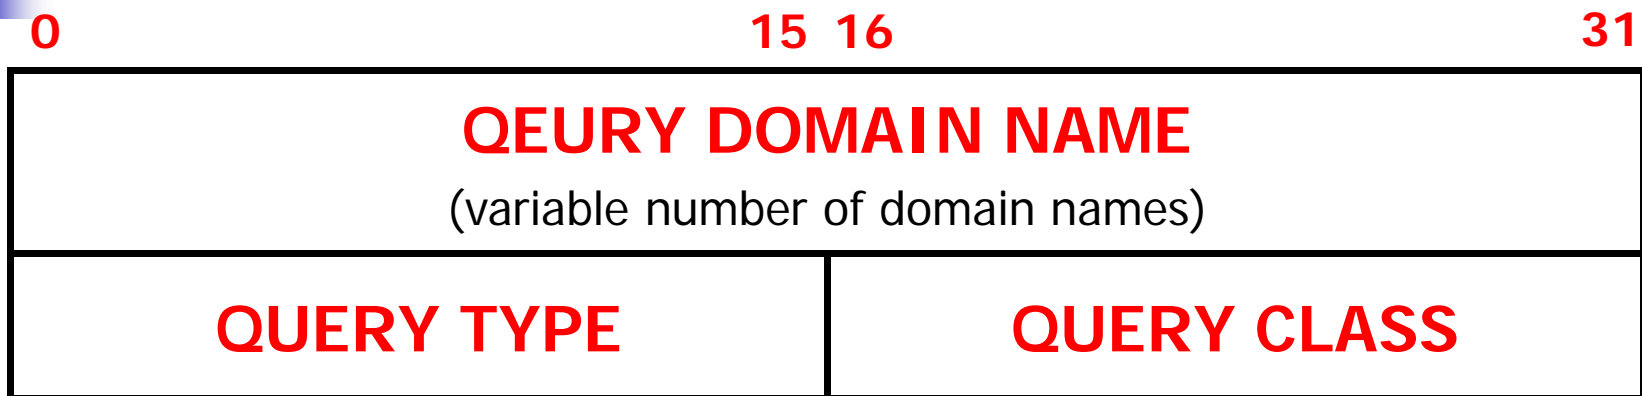 0 15 16 31
QEURY DOMAIN NAME
(variable number of domain names)
QUERY TYPE QUERY CLASS